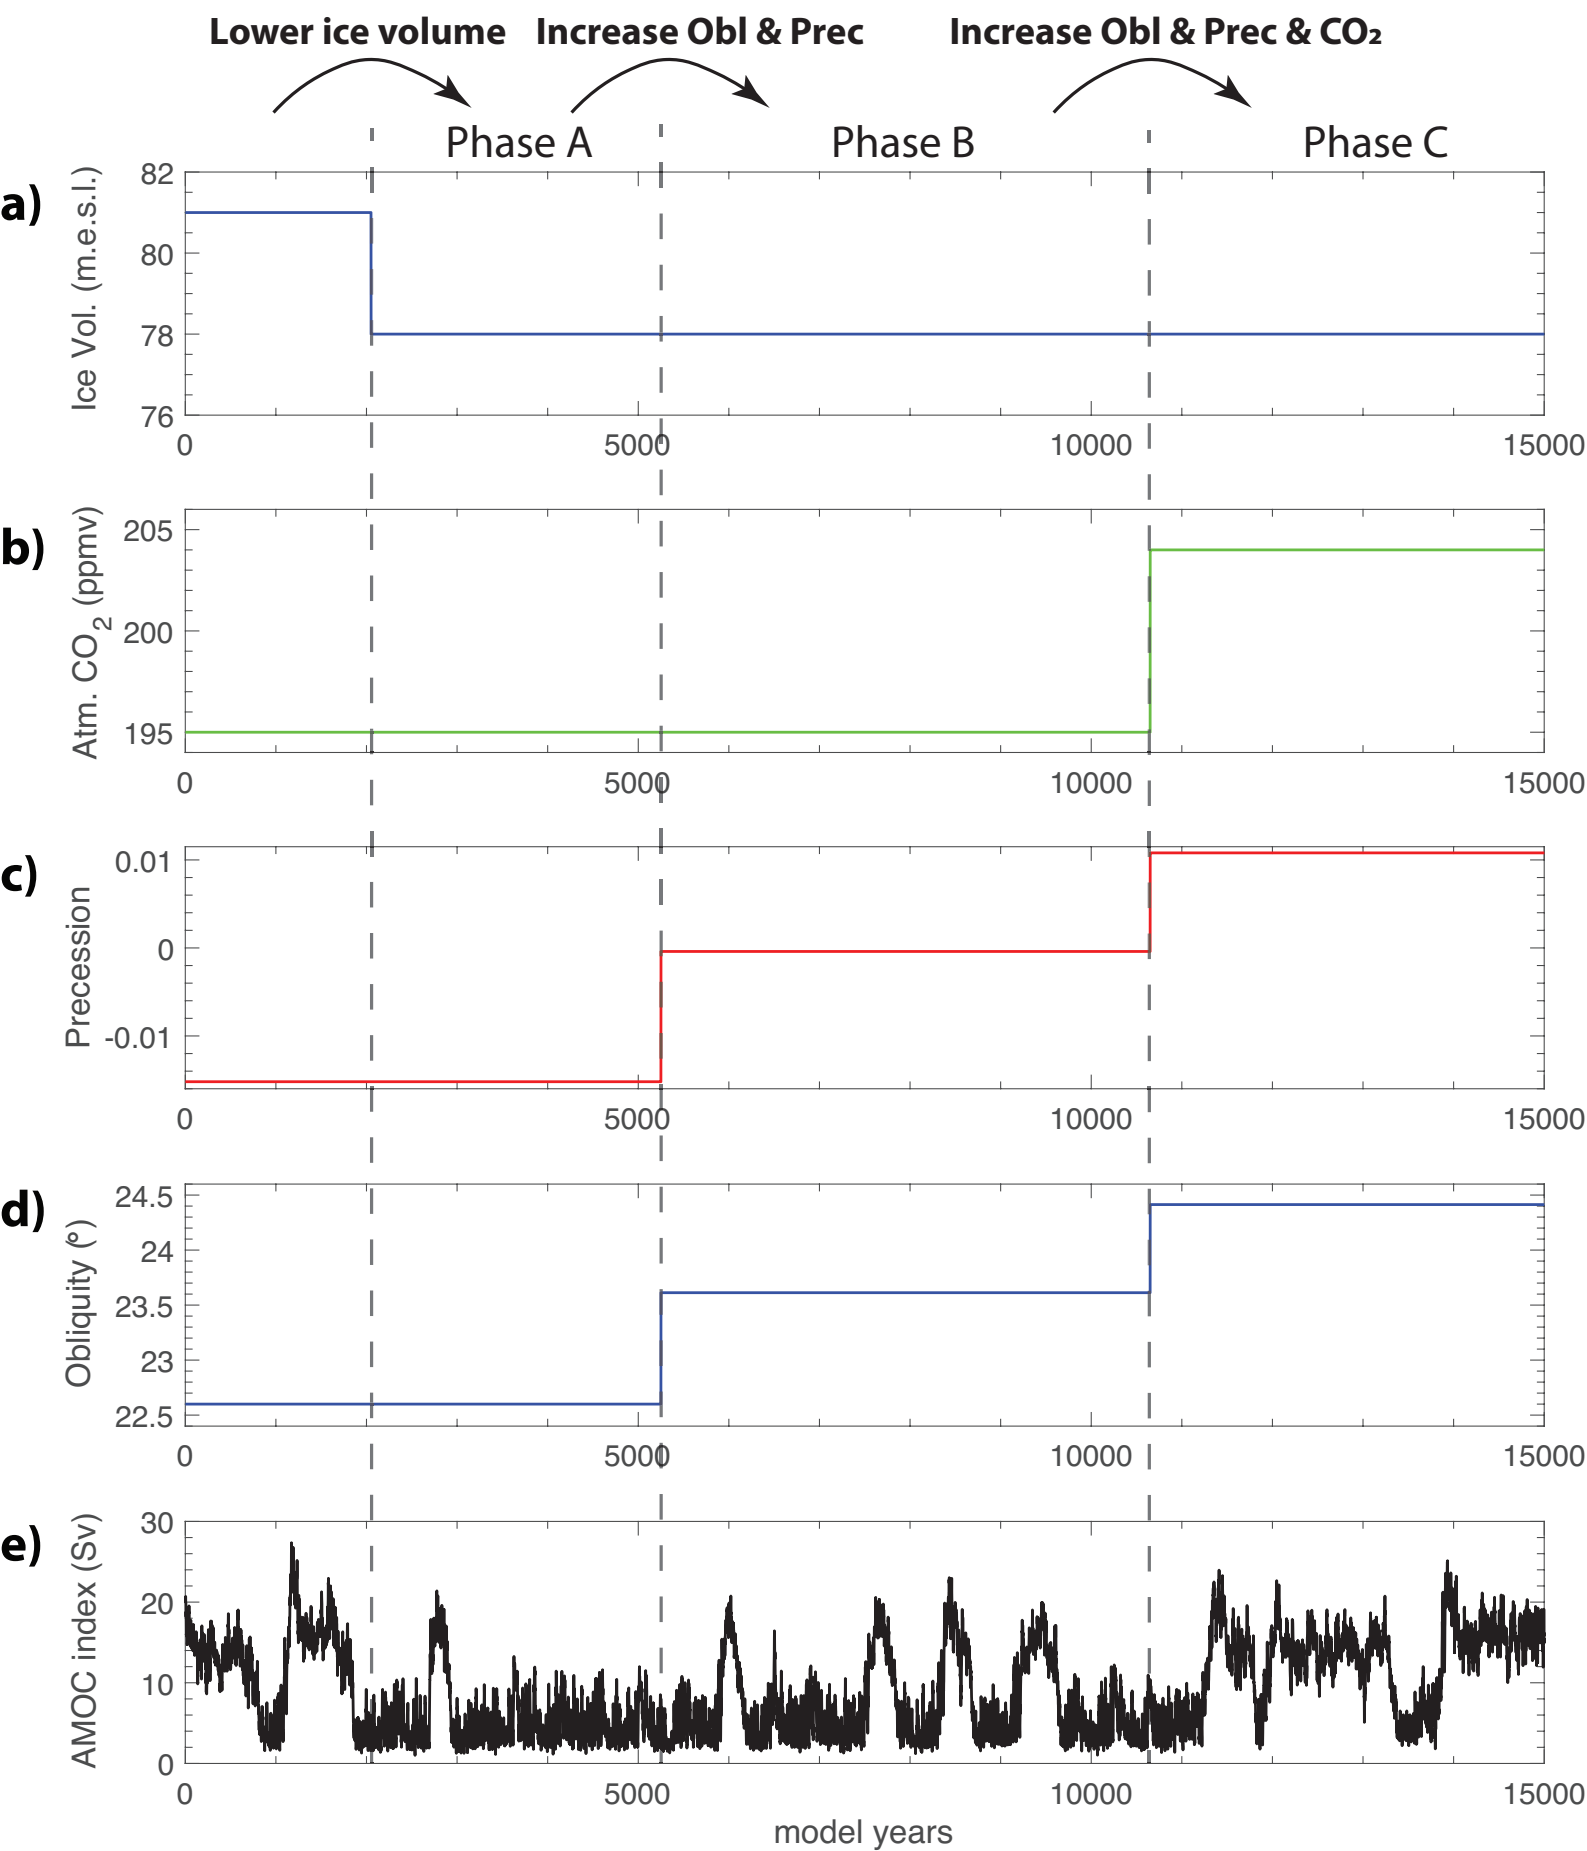 Lower ice volume Increase Obl & Prec Increase Obl & Prec & CO₂
Phase A Phase B Phase C
a)
Ice Vol. (m.e.s.l.)
82
80
78
76
0 5000 10000 15000
b)
Atm. CO₂ (ppmv)
205
200
195
0 5000 10000 15000
c)
Precession
0.01
0
-0.01
0 5000 10000 15000
d)
Obliquity (°)
24.5
24
23.5
23
22.5
0 5000 10000 15000
e)
AMOC index (Sv)
30
20
10
0
0 5000 10000 15000
model years